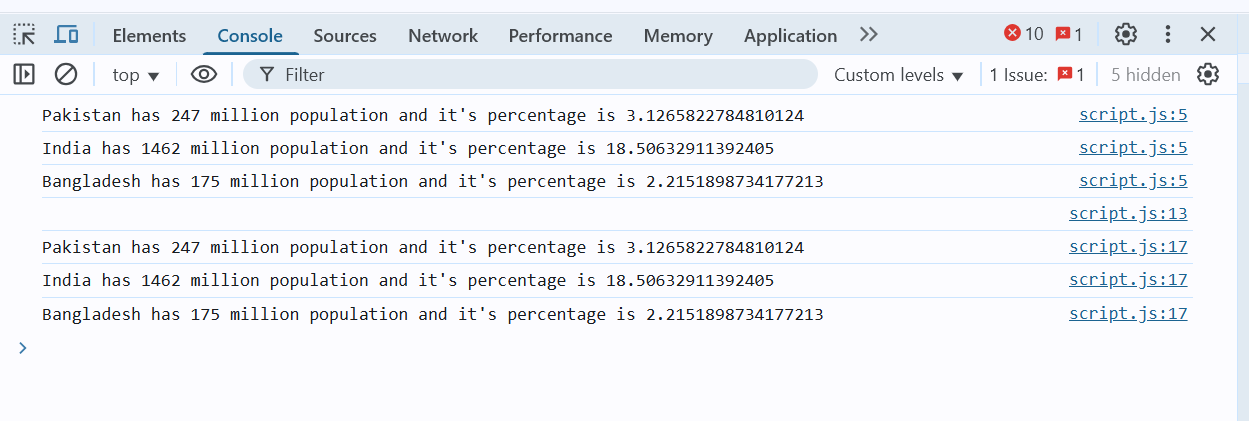 Elements Console Sources Network Performance Memory Application 10 1
top Filter Custom levels 1 Issue: 1 5 hidden
Pakistan has 247 million population and it's percentage is 3.1265822784810124 script.js:5
India has 1462 million population and it's percentage is 18.50632911392405 script.js:5
Bangladesh has 175 million population and it's percentage is 2.2151898734177213 script.js:5
script.js:13
Pakistan has 247 million population and it's percentage is 3.1265822784810124 script.js:17
India has 1462 million population and it's percentage is 18.50632911392405 script.js:17
Bangladesh has 175 million population and it's percentage is 2.2151898734177213 script.js:17